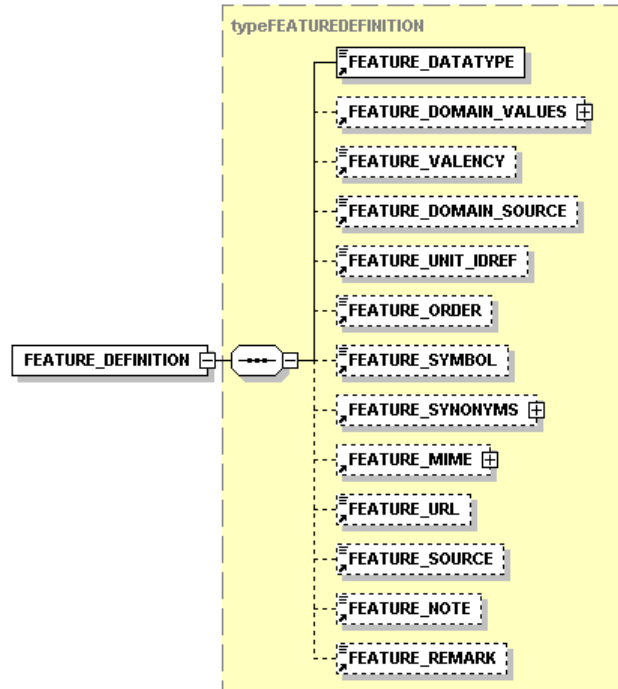 typeFEATUREDEFINITION
FEATURE_DATATYPE
FEATURE_DOMAIN_VALUES
FEATURE_VALENCY
FEATURE_DOMAIN_SOURCE
FEATURE_UNIT_IDREF
FEATURE_ORDER
FEATURE_DEFINITION
FEATURE_SYMBOL
FEATURE_SYNONYMS
FEATURE_MIME
FEATURE_URL
FEATURE_SOURCE
FEATURE_NOTE
FEATURE_REMARK